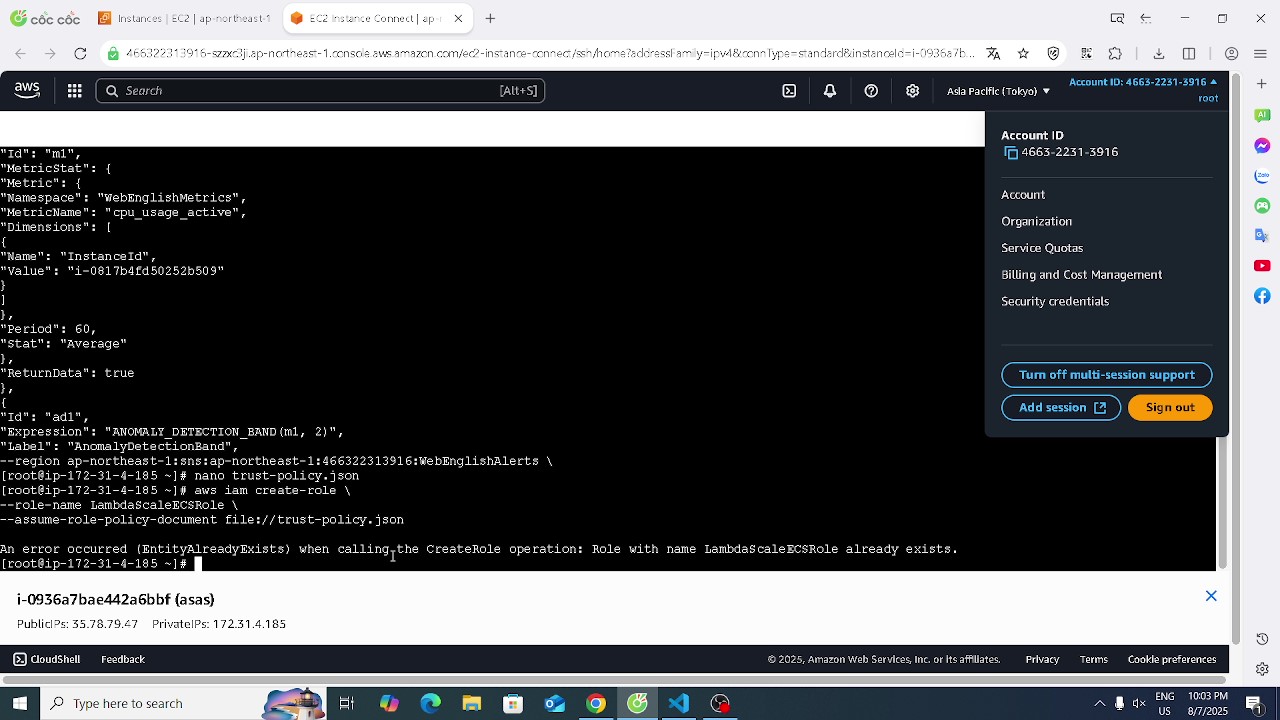 cốc cốc
Instances | EC2 | ap-northeast-1
EC2 Instance Connect | ap-n
466322313916-szzxc3jj.ap-northeast-1.console.aws.amazon.com/ec2-instance-connect/ssh/home?addressFamily=ipv4&connType=standard&instanceId=i-0936a7b...
aws
Search
[Alt+S]
Asia Pacific (Tokyo)
Account ID: 4663-2231-3916
root
Account ID
4663-2231-3916
Account
Organization
Service Quotas
Billing and Cost Management
Security credentials
Turn off multi-session support
Add session
Sign out
"Id": "m1",
"MetricStat": {
"Metric": {
"Namespace": "WebEnglishMetrics",
"MetricName": "cpu_usage_active",
"Dimensions": [
{
"Name": "InstanceId",
"Value": "i-0817b4fd50252b509"
}
]
},
"Period": 60,
"Stat": "Average"
},
"ReturnData": true
},
{
"Id": "ad1",
"Expression": "ANOMALY_DETECTION_BAND(m1, 2)",
"Label": "AnomalyDetectionBand",
--region ap-northeast-1:sns:ap-northeast-1:466322313916:WebEnglishAlerts \
[root@ip-172-31-4-185 ~]# nano trust-policy.json
[root@ip-172-31-4-185 ~]# aws iam create-role \
--role-name LambdaScaleECSRole \
--assume-role-policy-document file://trust-policy.json
An error occurred (EntityAlreadyExists) when calling the CreateRole operation: Role with name LambdaScaleECSRole already exists.
[root@ip-172-31-4-185 ~]#
i-0936a7bae442a6bbf (asas)
PublicIPs: 35.78.79.47 PrivateIPs: 172.31.4.185
CloudShell
Feedback
© 2025, Amazon Web Services, Inc. or its affiliates.
Privacy
Terms
Cookie preferences
AI
Zalo
Type here to search
ENG
US
10:03 PM
8/7/2025